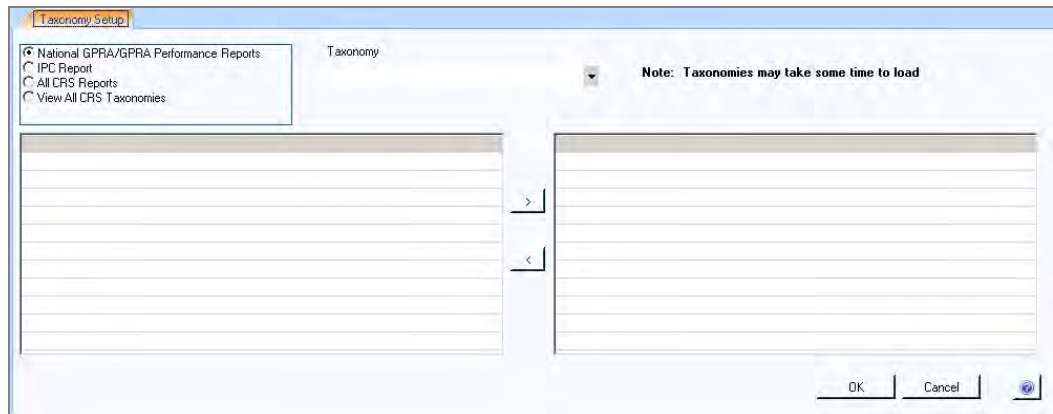 Taxonomy Setup
National GPRA/GPRA Performance Reports
IPC Report
All CRS Reports
View All CRS Taxonomies
Taxonomy
Note: Taxonomies may take some time to load
>
<
OK
Cancel
?